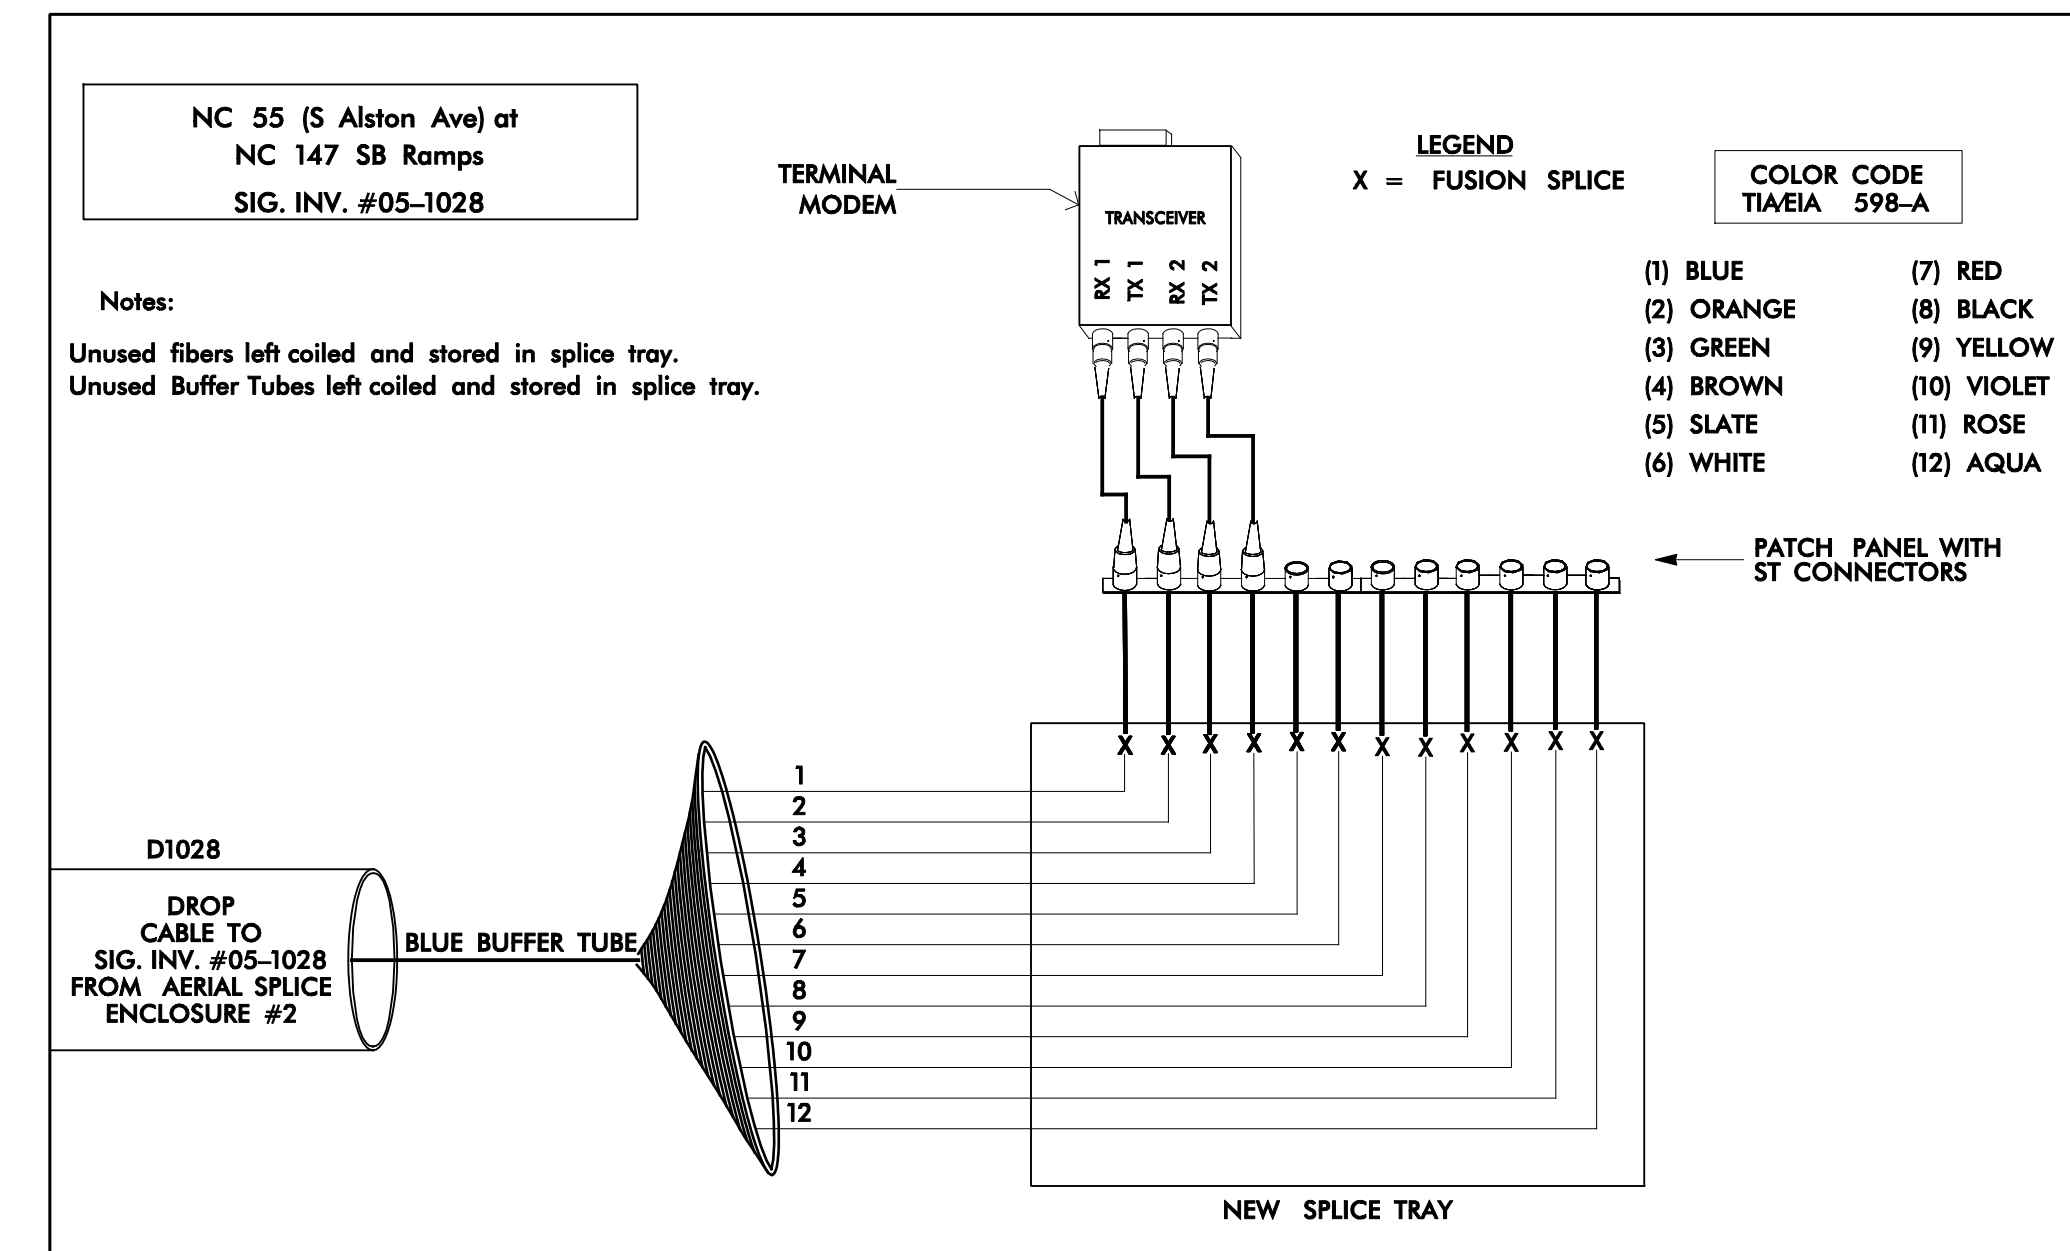 NC 55 (S Alston Ave) at
NC 147 SB Ramps
SIG. INV. #05–1028
Notes:
Unused fibers left coiled and stored in splice tray.
Unused Buffer Tubes left coiled and stored in splice tray.
TERMINAL
MODEM
TRANSCEIVER
RX 1
TX 1
RX 2
TX 2
LEGEND
X = FUSION SPLICE
COLOR CODE
TIA/EIA 598–A
(1) BLUE
(2) ORANGE
(3) GREEN
(4) BROWN
(5) SLATE
(6) WHITE
(7) RED
(8) BLACK
(9) YELLOW
(10) VIOLET
(11) ROSE
(12) AQUA
PATCH PANEL WITH
ST CONNECTORS
X X X X X X X X X X X X
1
2
3
4
5
6
7
8
9
10
11
12
D1028
DROP
CABLE TO
SIG. INV. #05–1028
FROM AERIAL SPLICE
ENCLOSURE #2
BLUE BUFFER TUBE
NEW SPLICE TRAY